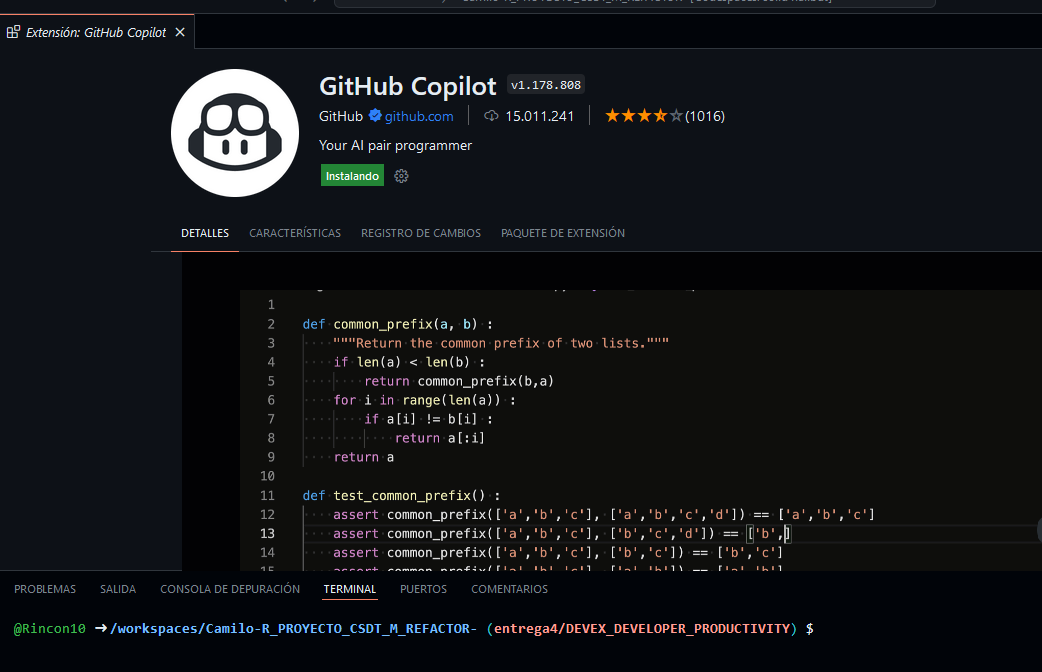 Extensión: GitHub Copilot
GitHub Copilot v1.178.808
GitHub github.com 15.011.241 (1016)
Your AI pair programmer
Instalando
DETALLES CARACTERÍSTICAS REGISTRO DE CAMBIOS PAQUETE DE EXTENSIÓN
1
2 def common_prefix(a, b) :
3 """Return the common prefix of two lists."""
4 if len(a) < len(b) :
5 return common_prefix(b,a)
6 for i in range(len(a)) :
7 if a[i] != b[i] :
8 return a[:i]
9 return a
10
11 def test_common_prefix() :
12 assert common_prefix(['a','b','c'], ['a','b','c','d']) == ['a','b','c']
13 assert common_prefix(['a','b','c'], ['b','c','d']) == ['b',]
14 assert common_prefix(['a','b','c'], ['b','c']) == ['b','c']
15 assert common_prefix(['a','b','c'], ['a','b']) == ['a','b']
PROBLEMAS SALIDA CONSOLA DE DEPURACIÓN TERMINAL PUERTOS COMENTARIOS
@Rincon10 ➜/workspaces/Camilo-R_PROYECTO_CSDT_M_REFACTOR- (entrega4/DEVEX_DEVELOPER_PRODUCTIVITY) $